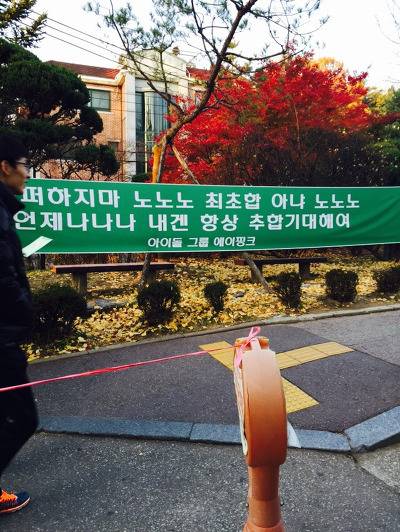 퍼하지마 노노노 최초합 아냐 노노노
언제나나나 내겐 항상 추합기대해여
아이돌 그룹 에이핑크